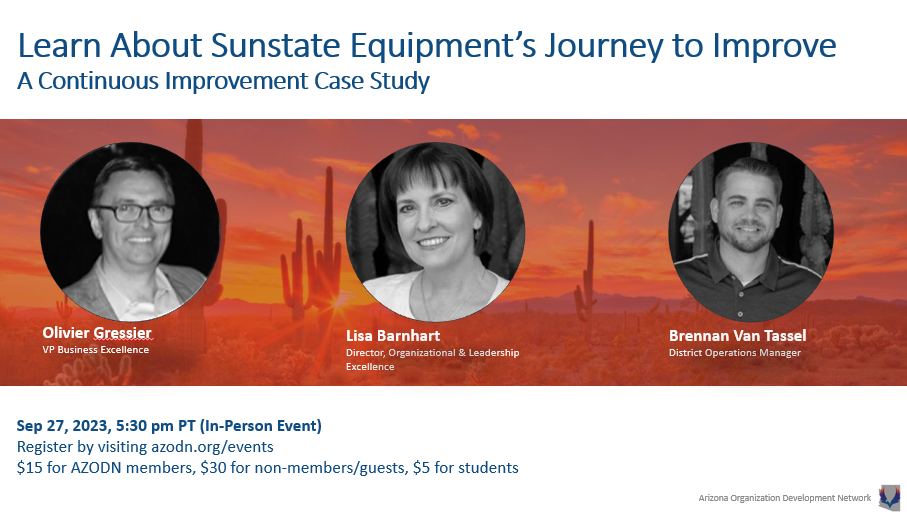 Learn About Sunstate Equipment’s Journey to Improve
A Continuous Improvement Case Study
Olivier Gressier
VP Business Excellence
Lisa Barnhart
Director, Organizational & Leadership
Excellence
Brennan Van Tassel
District Operations Manager
Sep 27, 2023, 5:30 pm PT (In-Person Event)
Register by visiting azodn.org/events
$15 for AZODN members, $30 for non-members/guests, $5 for students
Arizona Organization Development Network